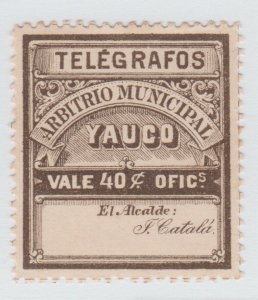 TELÉGRAFOS
ARBITRIO MUNICIPAL
YAUCO
VALE 40 ¢ OFICS
El Alcalde:
F. Catalá.